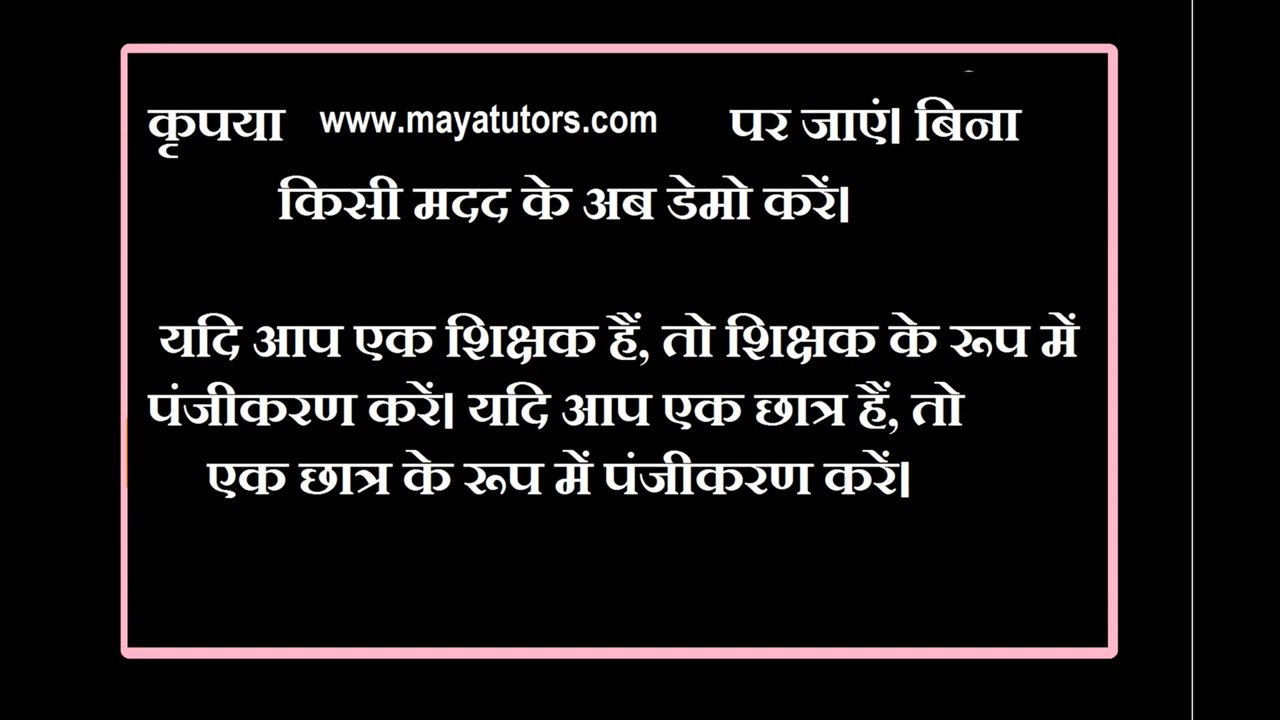 कृपया www.mayatutors.com पर जाएं। बिना
किसी मदद के अब डेमो करें।
यदि आप एक शिक्षक हैं, तो शिक्षक के रूप में
पंजीकरण करें। यदि आप एक छात्र हैं, तो
एक छात्र के रूप में पंजीकरण करें।